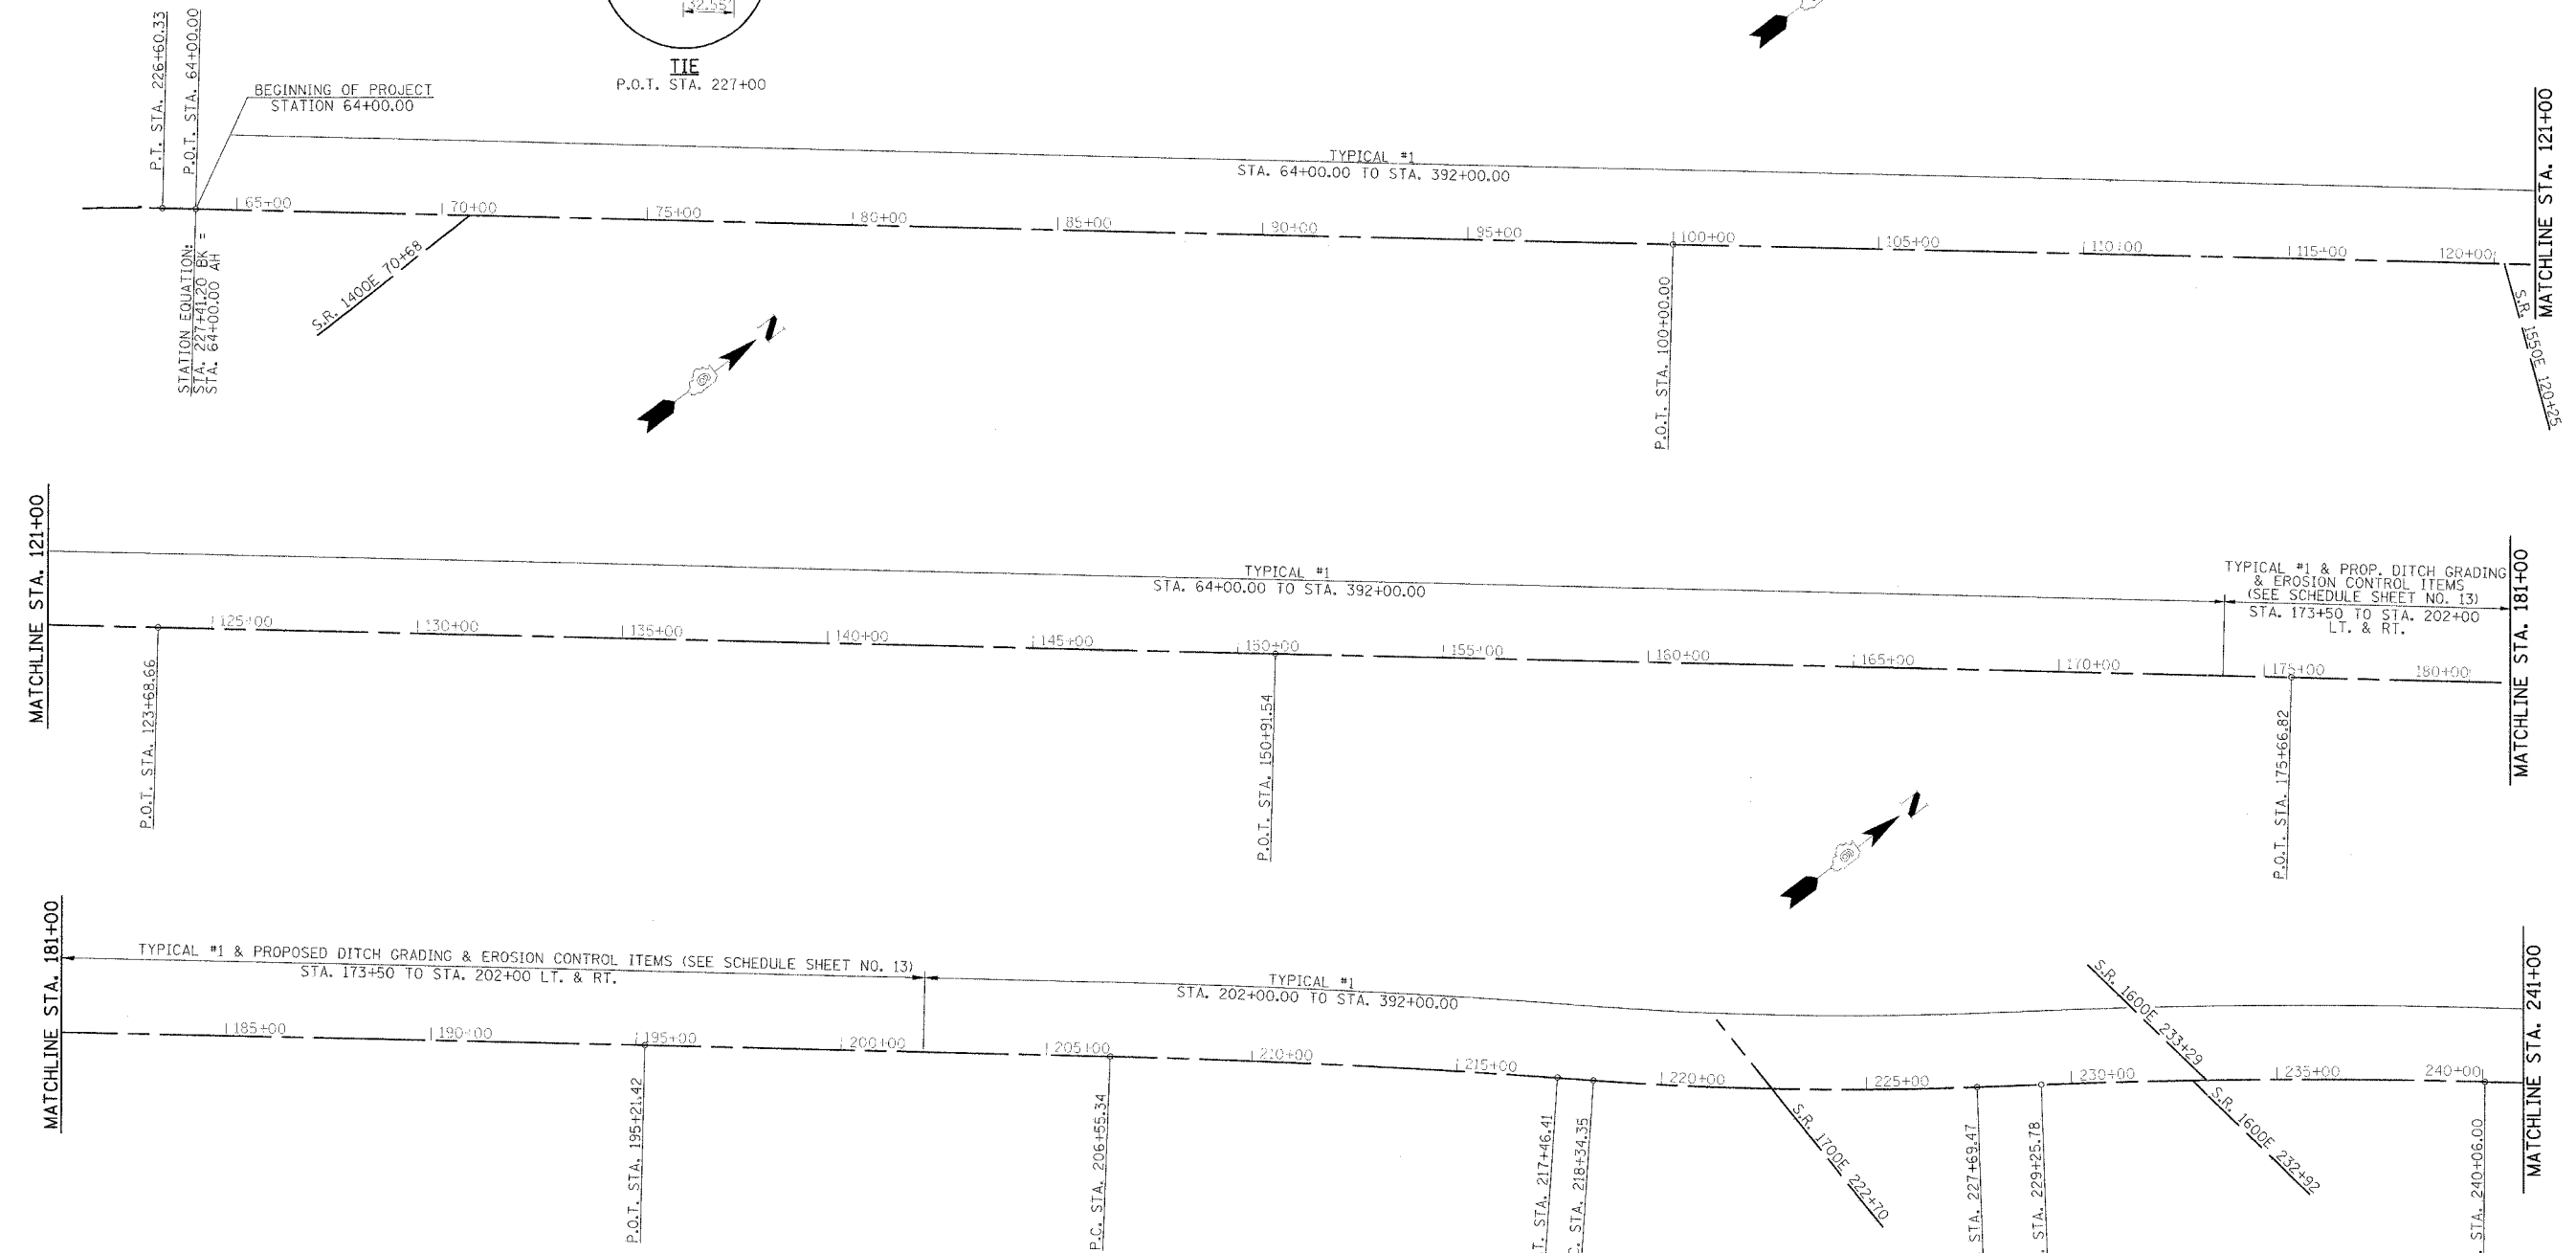 32.55'
TIE
P.O.T. STA. 227+00
P.T. STA. 226+60.33
P.O.T. STA. 64+00.00
BEGINNING OF PROJECT
STATION 64+00.00
TYPICAL #1
STA. 64+00.00 TO STA. 392+00.00
MATCHLINE STA. 121+00
65+00
70+00
75+00
80+00
85+00
90+00
95+00
100+00
105+00
110+00
115+00
120+00
STATION EQUATION:
STA. 227+41.20 BK =
STA. 64+00.00 AH
S.R. 1400E 70+68
N
P.O.T. STA. 100+00.00
S.R. 1550E 120+25
MATCHLINE STA. 121+00
TYPICAL #1
STA. 64+00.00 TO STA. 392+00.00
TYPICAL #1 & PROP. DITCH GRADING
& EROSION CONTROL ITEMS
(SEE SCHEDULE SHEET NO. 13)
STA. 173+50 TO STA. 202+00
LT. & RT.
MATCHLINE STA. 181+00
125+00
130+00
135+00
140+00
145+00
150+00
155+00
160+00
165+00
170+00
175+00
180+00
P.O.T. STA. 123+68.66
P.O.T. STA. 150+91.54
P.O.T. STA. 175+66.82
N
MATCHLINE STA. 181+00
TYPICAL #1 & PROPOSED DITCH GRADING & EROSION CONTROL ITEMS (SEE SCHEDULE SHEET NO. 13)
STA. 173+50 TO STA. 202+00 LT. & RT.
TYPICAL #1
STA. 202+00.00 TO STA. 392+00.00
MATCHLINE STA. 241+00
185+00
190+00
195+00
200+00
205+00
210+00
215+00
220+00
225+00
230+00
235+00
240+00
P.O.T. STA. 195+21.42
P.C. STA. 206+55.34
T. STA. 217+46.41
C. STA. 218+34.35
S.R. 1700E 222+70
STA. 227+69.47
. STA. 229+25.78
S.R. 1600E 233+29
S.R. 1600E 232+92
STA. 240+06.00